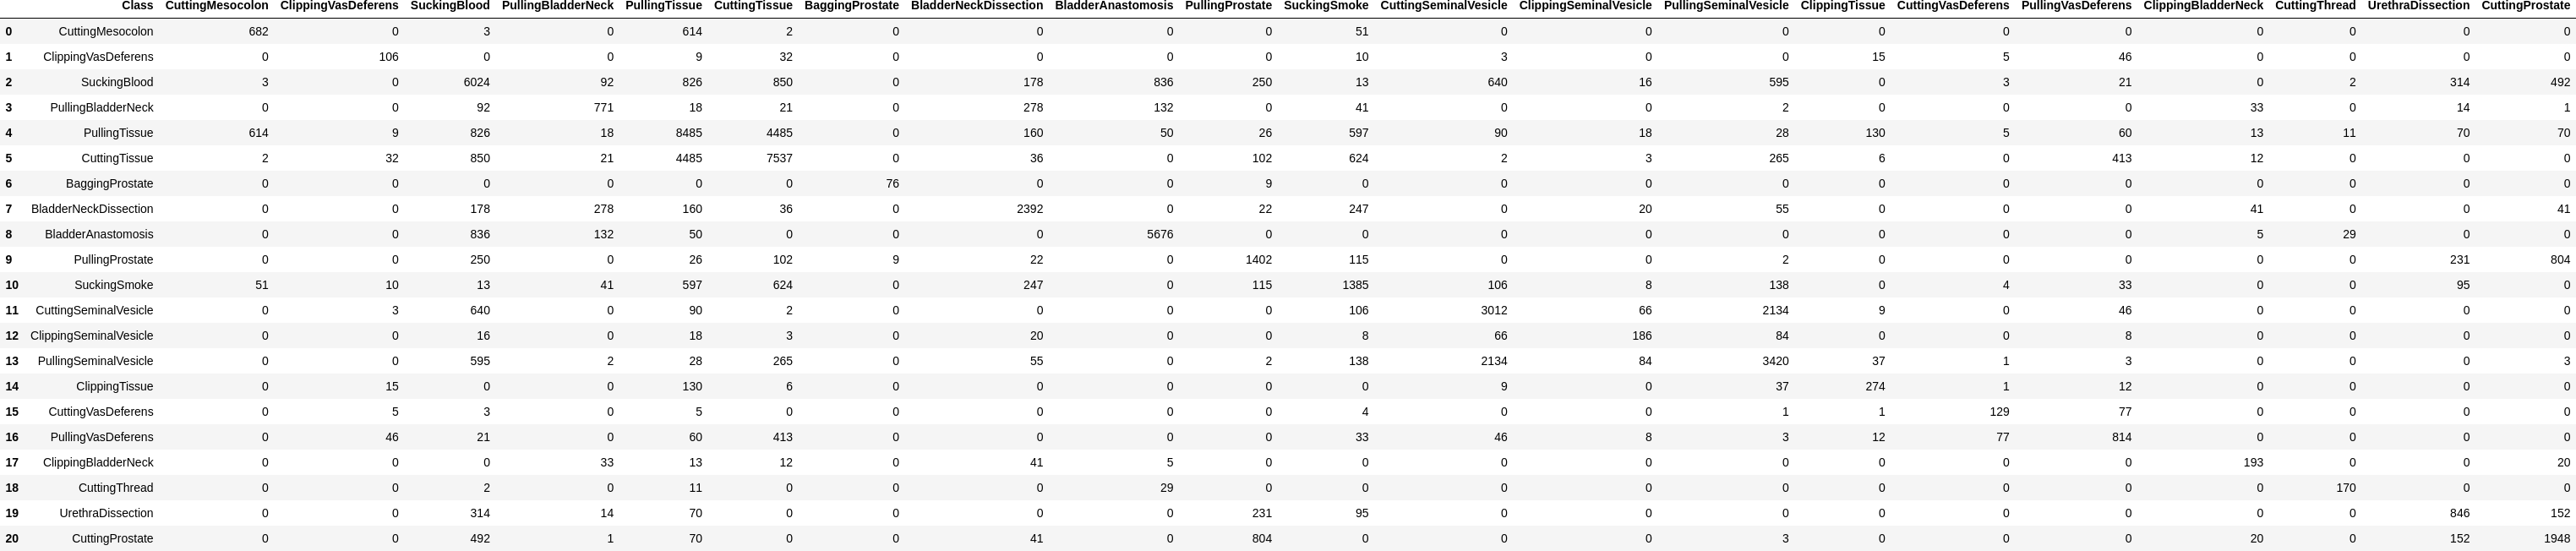 Class CuttingMesocolon ClippingVasDeferens SuckingBlood PullingBladderNeck PullingTissue CuttingTissue BaggingProstate BladderNeckDissection BladderAnastomosis PullingProstate SuckingSmoke CuttingSeminalVesicle ClippingSeminalVesicle PullingSeminalVesicle ClippingTissue CuttingVasDeferens PullingVasDeferens ClippingBladderNeck CuttingThread UrethraDissection CuttingProstate
0 CuttingMesocolon 682 0 3 0 614 2 0 0 0 0 51 0 0 0 0 0 0 0 0 0 0
1 ClippingVasDeferens 0 106 0 0 9 32 0 0 0 0 10 3 0 0 15 5 46 0 0 0 0
2 SuckingBlood 3 0 6024 92 826 850 0 178 836 250 13 640 16 595 0 3 21 0 2 314 492
3 PullingBladderNeck 0 0 92 771 18 21 0 278 132 0 41 0 0 2 0 0 0 33 0 14 1
4 PullingTissue 614 9 826 18 8485 4485 0 160 50 26 597 90 18 28 130 5 60 13 11 70 70
5 CuttingTissue 2 32 850 21 4485 7537 0 36 0 102 624 2 3 265 6 0 413 12 0 0 0
6 BaggingProstate 0 0 0 0 0 0 76 0 0 9 0 0 0 0 0 0 0 0 0 0 0
7 BladderNeckDissection 0 0 178 278 160 36 0 2392 0 22 247 0 20 55 0 0 0 41 0 0 41
8 BladderAnastomosis 0 0 836 132 50 0 0 0 5676 0 0 0 0 0 0 0 0 5 29 0 0
9 PullingProstate 0 0 250 0 26 102 9 22 0 1402 115 0 0 2 0 0 0 0 0 231 804
10 SuckingSmoke 51 10 13 41 597 624 0 247 0 115 1385 106 8 138 0 4 33 0 0 95 0
11 CuttingSeminalVesicle 0 3 640 0 90 2 0 0 0 0 106 3012 66 2134 9 0 46 0 0 0 0
12 ClippingSeminalVesicle 0 0 16 0 18 3 0 20 0 0 8 66 186 84 0 0 8 0 0 0 0
13 PullingSeminalVesicle 0 0 595 2 28 265 0 55 0 2 138 2134 84 3420 37 1 3 0 0 0 3
14 ClippingTissue 0 15 0 0 130 6 0 0 0 0 0 9 0 37 274 1 12 0 0 0 0
15 CuttingVasDeferens 0 5 3 0 5 0 0 0 0 0 4 0 0 1 1 129 77 0 0 0 0
16 PullingVasDeferens 0 46 21 0 60 413 0 0 0 0 33 46 8 3 12 77 814 0 0 0 0
17 ClippingBladderNeck 0 0 0 33 13 12 0 41 5 0 0 0 0 0 0 0 0 193 0 0 20
18 CuttingThread 0 0 2 0 11 0 0 0 29 0 0 0 0 0 0 0 0 0 170 0 0
19 UrethraDissection 0 0 314 14 70 0 0 0 0 231 95 0 0 0 0 0 0 0 0 846 152
20 CuttingProstate 0 0 492 1 70 0 0 41 0 804 0 0 0 3 0 0 0 20 0 152 1948